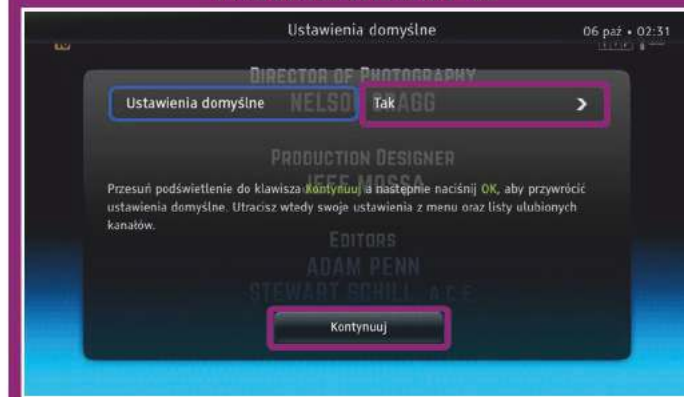 Ustawienia domyślne
06 paź • 02:31
DIRECTOR OF PHOTOGRAPHY
Ustawienia domyślne
Tak
PRODUCTION DESIGNER
JEFF MOSSA
Przesuń podświetlenie do klawisza Kontynuuj a następnie naciśnij OK, aby przywrócić
ustawienia domyślne. Utracisz wtedy swoje ustawienia z menu oraz listy ulubionych
kanałów.
EDITORS
ADAM PENN
STEWART SCHILL, A.C.E.
Kontynuuj